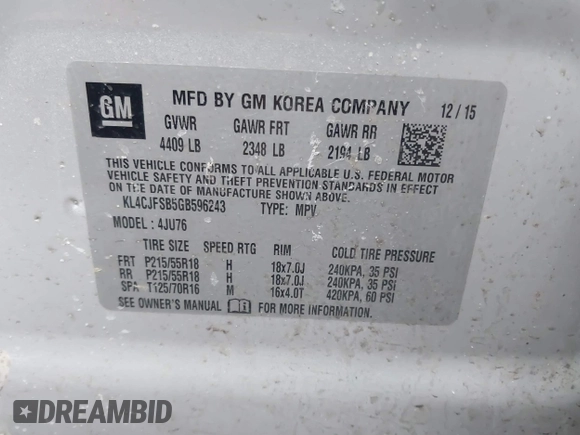 GM
MFD BY GM KOREA COMPANY 12/15
GVWR GAWR FRT GAWR RR
4409 LB 2348 LB 2194 LB
THIS VEHICLE CONFORMS TO ALL APPLICABLE U.S. FEDERAL MOTOR
VEHICLE SAFETY AND THEFT PREVENTION STANDARDS IN EFFECT
ON THE DATE OF MANUFACTURE SHOWN ABOVE.
KL4CJFSB5GB596243 TYPE: MPV
MODEL: 4JU76
TIRE SIZE SPEED RTG RIM COLD TIRE PRESSURE
FRT P215/55R18 H 18x7.0J 240KPA, 35 PSI
RR P215/55R18 H 18x7.0J 240KPA, 35 PSI
SPA T125/70R16 M 16x4.0T 420KPA, 60 PSI
SEE OWNER'S MANUAL FOR MORE INFORMATION.
DREAMBID